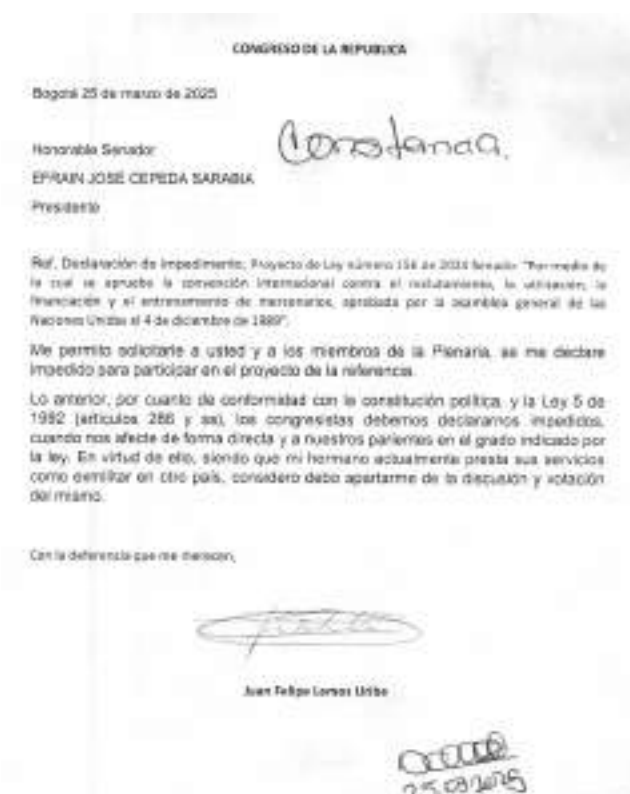 CONGRESO DE LA REPUBLICA
Bogotá 25 de marzo de 2025
Constancia.
Honorable Senador
EFRAIN JOSÉ CEPEDA SARABIA
Presidente
Ref. Declaración de impedimento, Proyecto de Ley número 156 de 2024 Senado "Por medio de
la cual se aprueba la convención internacional contra el reclutamiento, la utilización, la
financiación y el entrenamiento de mercenarios, aprobada por la asamblea general de las
Naciones Unidas el 4 de diciembre de 1989".
Me permito solicitarle a usted y a los miembros de la Plenaria, se me declare
impedido para participar en el proyecto de la referencia.
Lo anterior, por cuanto de conformidad con la constitución política, y la Ley 5 de
1992 (artículos 286 y ss), los congresistas debemos declararnos impedidos,
cuando nos afecte de forma directa y a nuestros parientes en el grado indicado por
la ley. En virtud de ello, siendo que mi hermano actualmente presta sus servicios
como exmilitar en otro país, considero debo apartarme de la discusión y votación
del mismo.
Con la deferencia que me merecen,
Juan Felipe Lemos Uribe
25.03.2025